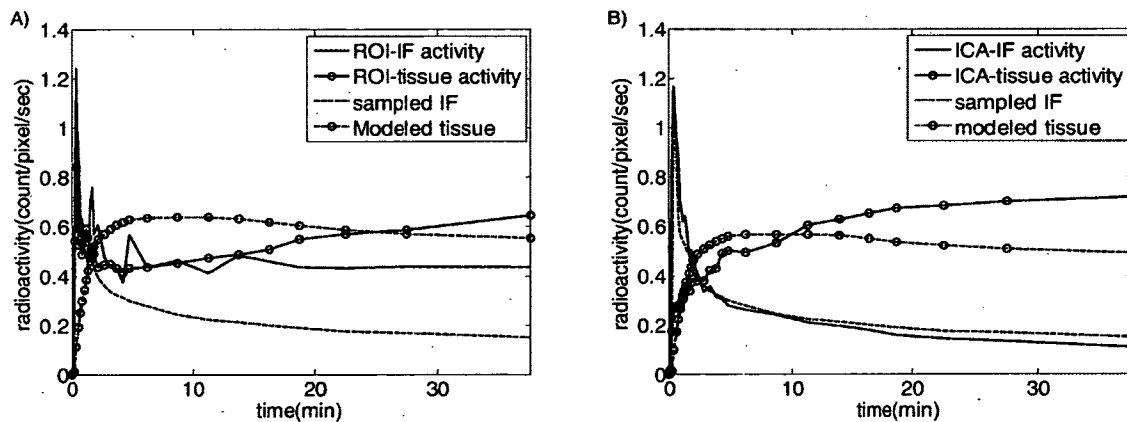 A)
1.4
1.2
1
0.8
0.6
0.4
0.2
0
radioactivity(count/pixel/sec)
ROI-IF activity
ROI-tissue activity
sampled IF
Modeled tissue
0
10
20
30
time(min)
B)
1.4
1.2
1
0.8
0.6
0.4
0.2
0
radioactivity(count/pixel/sec)
ICA-IF activity
ICA-tissue activity
sampled IF
modeled tissue
0
10
20
30
time(min)